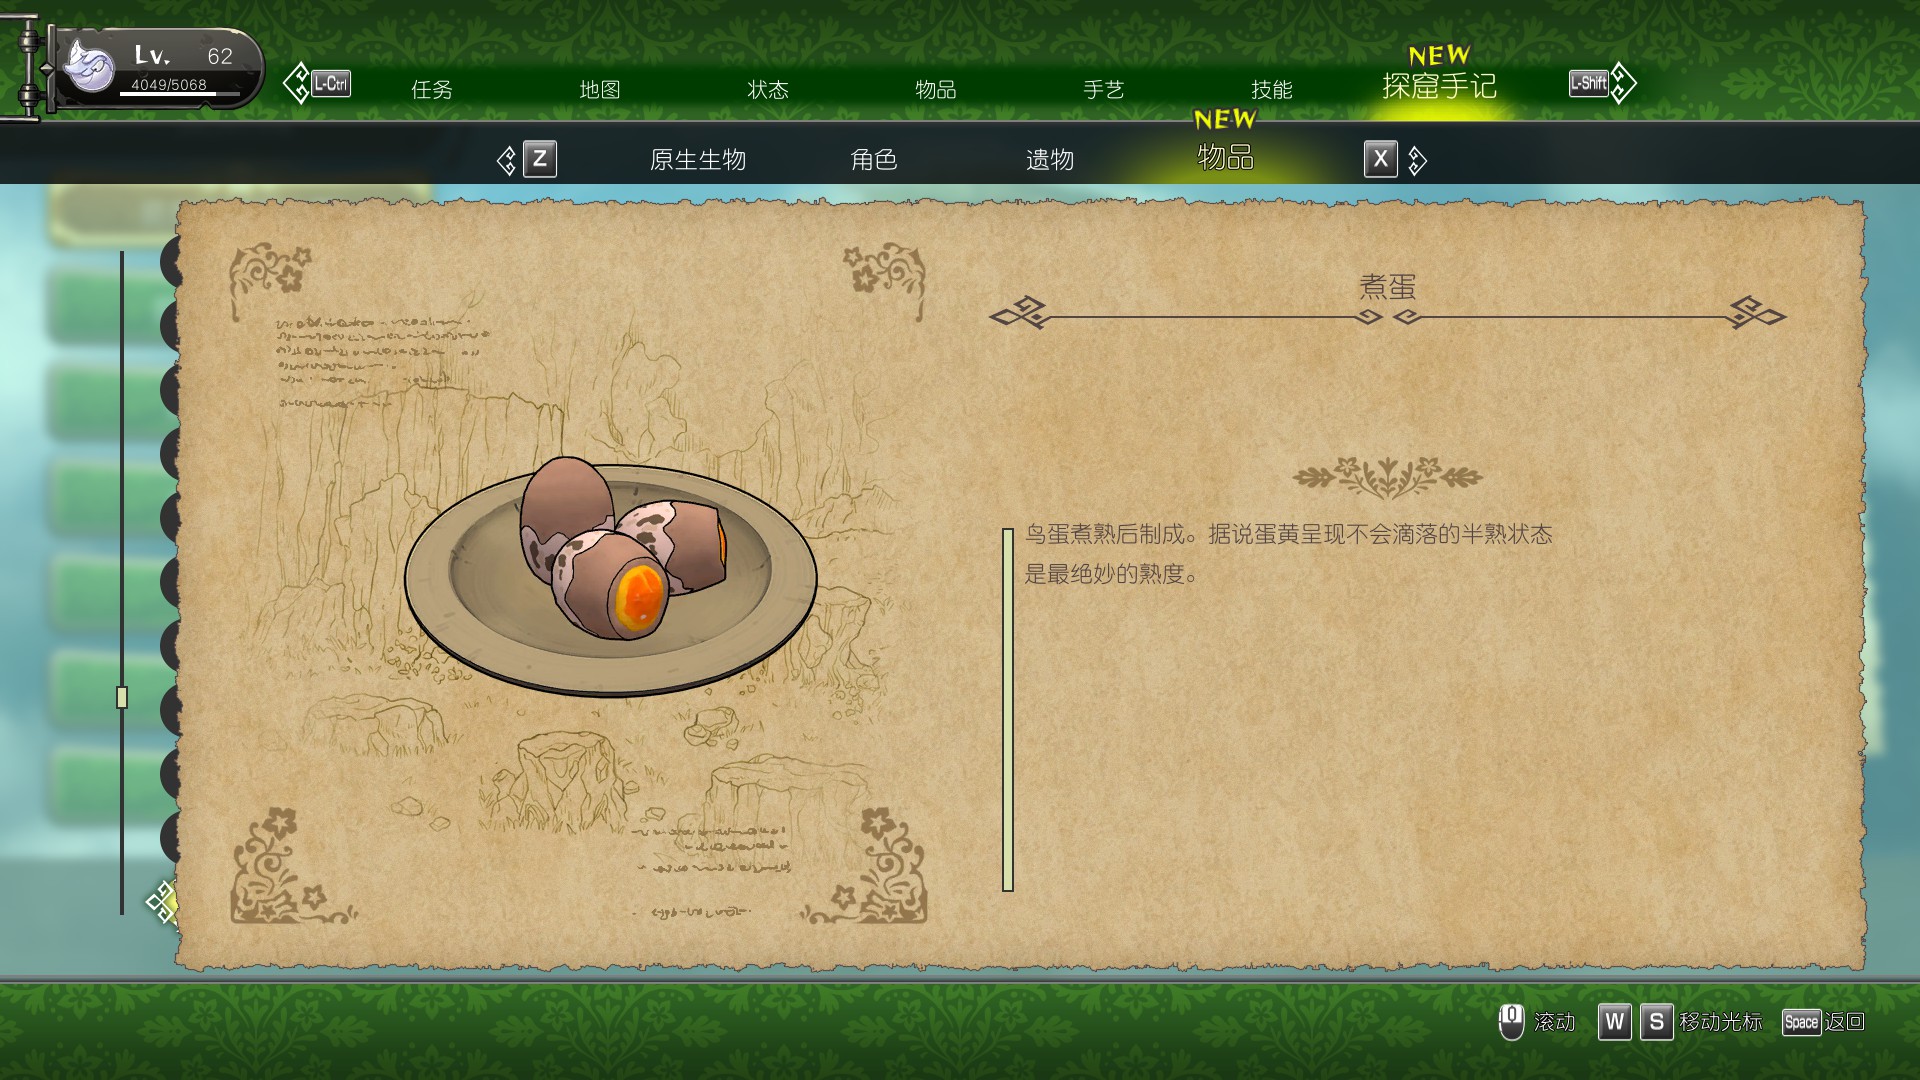 Lv. 62
4049/5068
L-Ctrl 任务 地图 状态 物品 手艺 技能 NEW 探窟手记 L-Shift
Z 原生生物 角色 遗物 NEW 物品 X
煮蛋
鸟蛋煮熟后制成。据说蛋黄呈现不会滴落的半熟状态
是最绝妙的熟度。
滚动 W S 移动光标 Space 返回